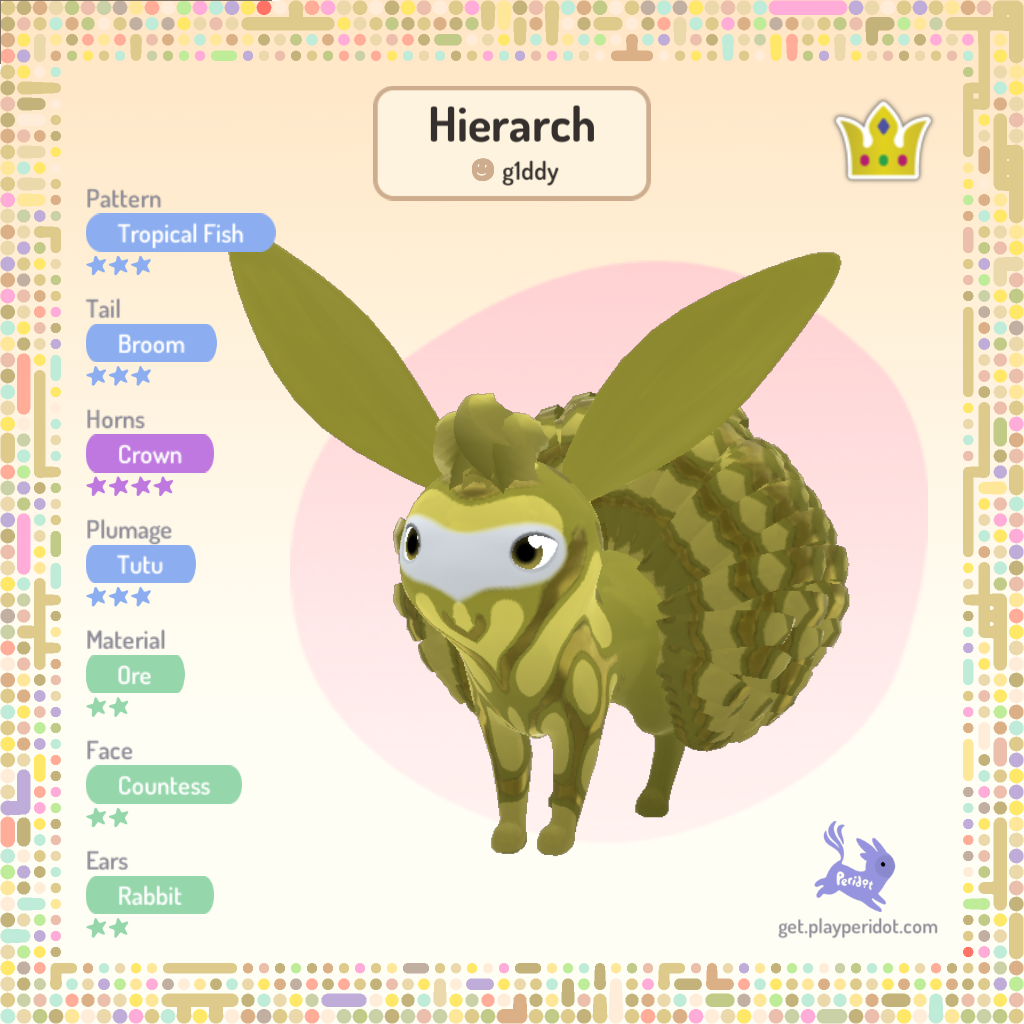 Hierarch
g1ddy
Pattern
Tropical Fish
Tail
Broom
Horns
Crown
Plumage
Tutu
Material
Ore
Face
Countess
Ears
Rabbit
Peridot
get.playperidot.com